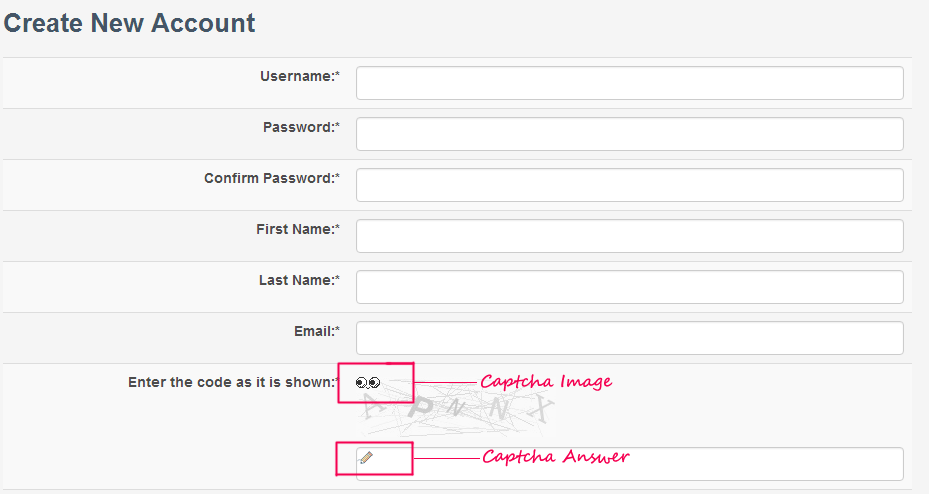 Create New Account
Username:*
Password:*
Confirm Password:*
First Name:*
Last Name:*
Email:*
Enter the code as it is shown:*
Captcha Image
A P N N X
Captcha Answer